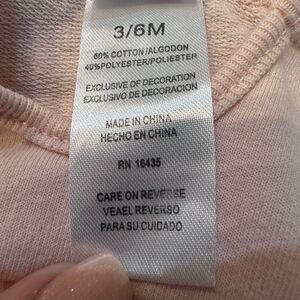 3/6M
60% COTTON/ALGODON
40%POLYESTER/POLIESTER
EXCLUSIVE OF DECORATION
EXCLUSIVO DE DECORACION
MADE IN CHINA
HECHO EN CHINA
RN 16435
CARE ON REVERSE
VEAEL REVERSO
PARA SU CUIDADO